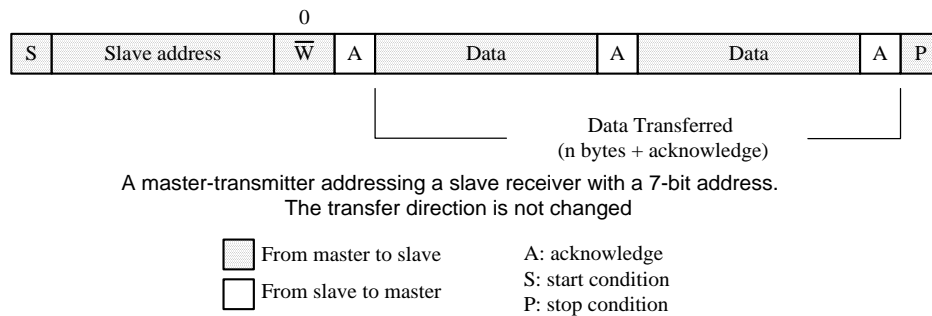 0
S Slave address W̅ A Data A Data A P
Data Transferred
(n bytes + acknowledge)
A master-transmitter addressing a slave receiver with a 7-bit address.
The transfer direction is not changed
From master to slave
From slave to master
A: acknowledge
S: start condition
P: stop condition